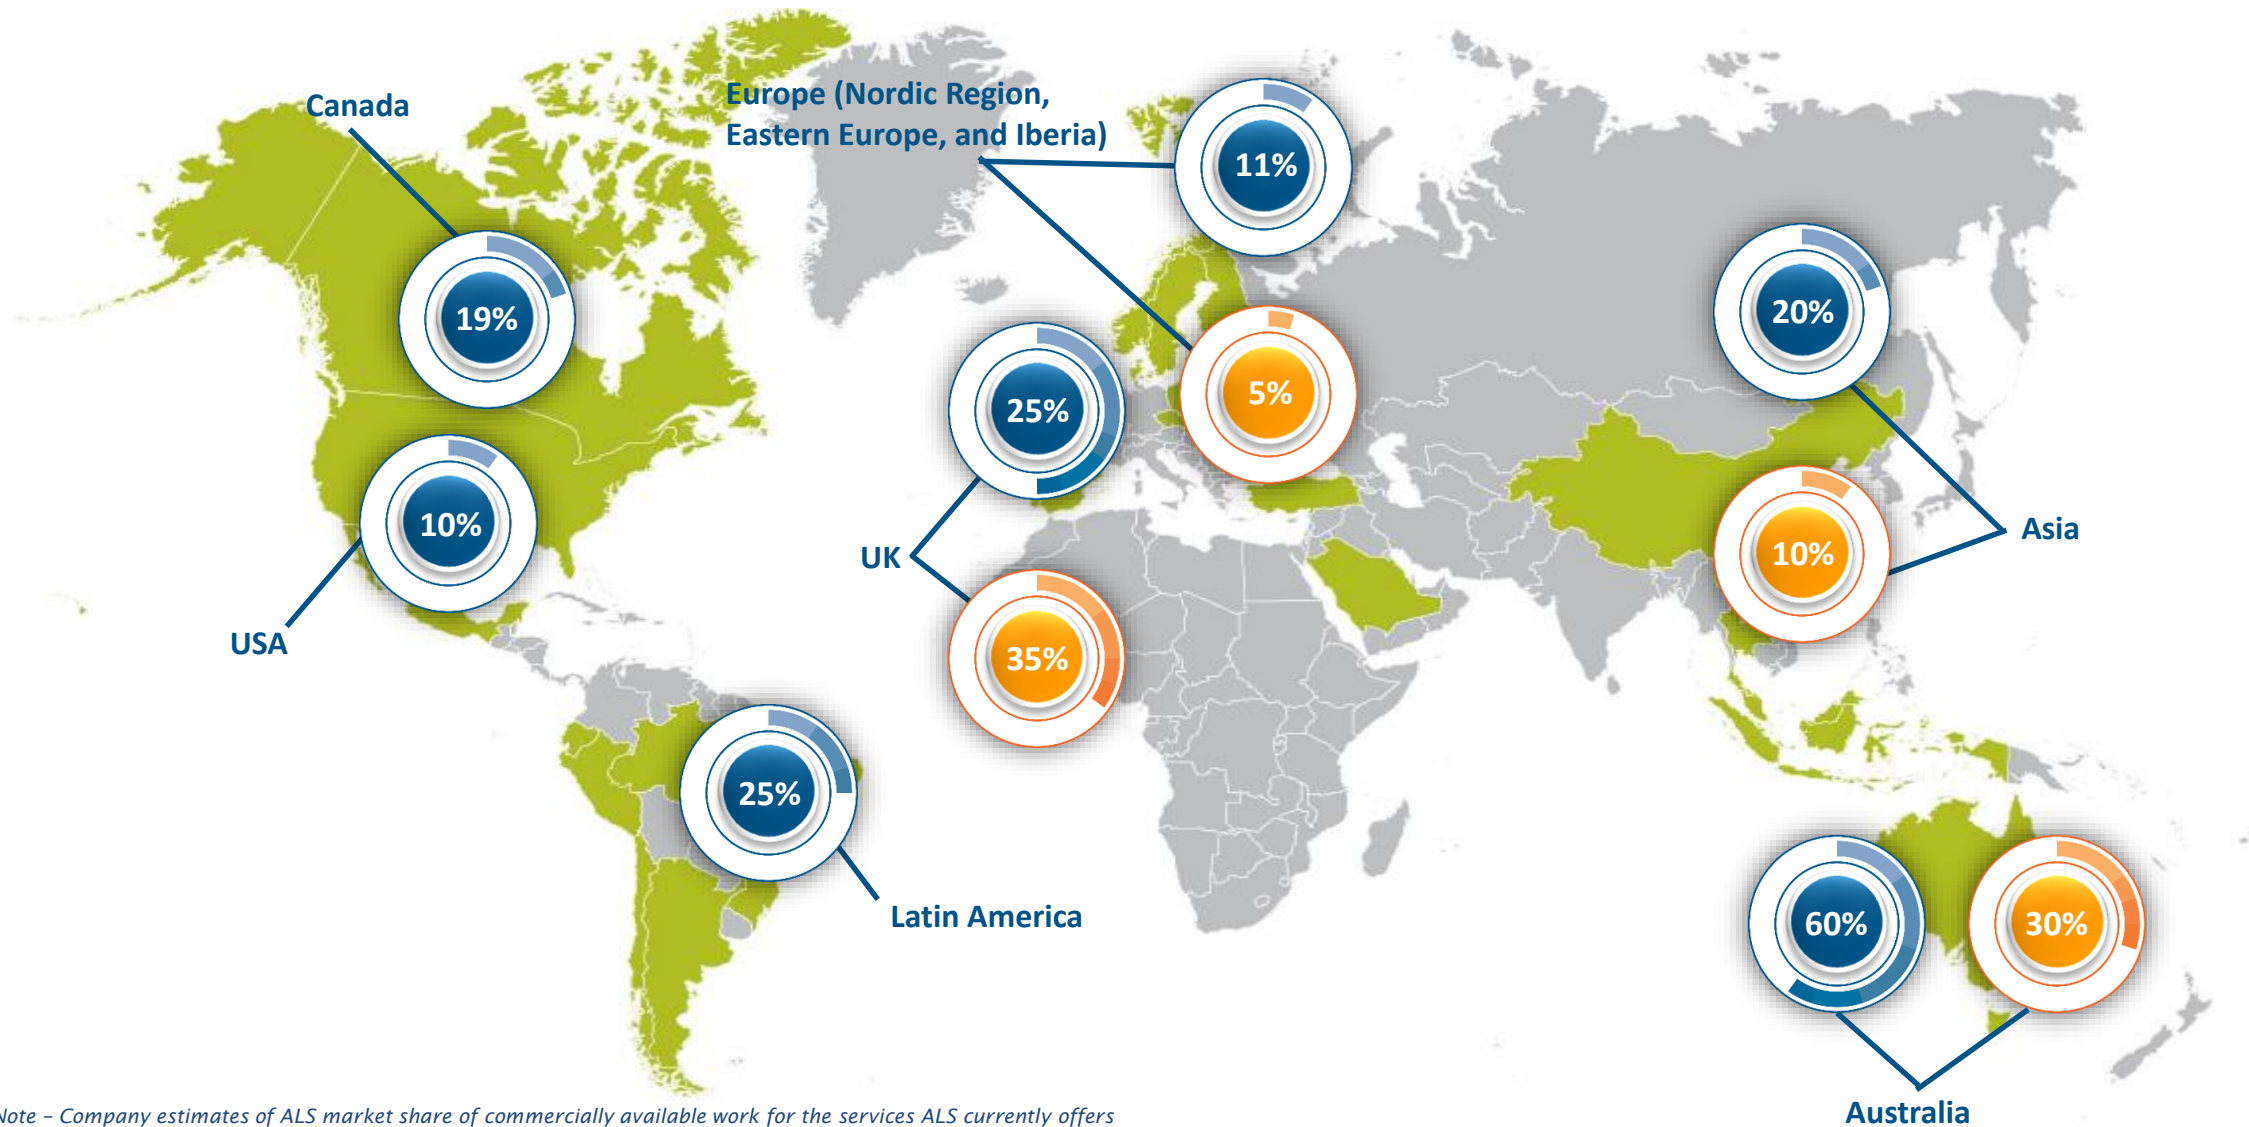 Canada
Europe (Nordic Region,
Eastern Europe, and Iberia)
11%
19%
20%
25%
5%
10%
10%
Asia
UK
USA
35%
25%
Latin America
60%
30%
Australia
Note – Company estimates of ALS market share of commercially available work for the services ALS currently offers